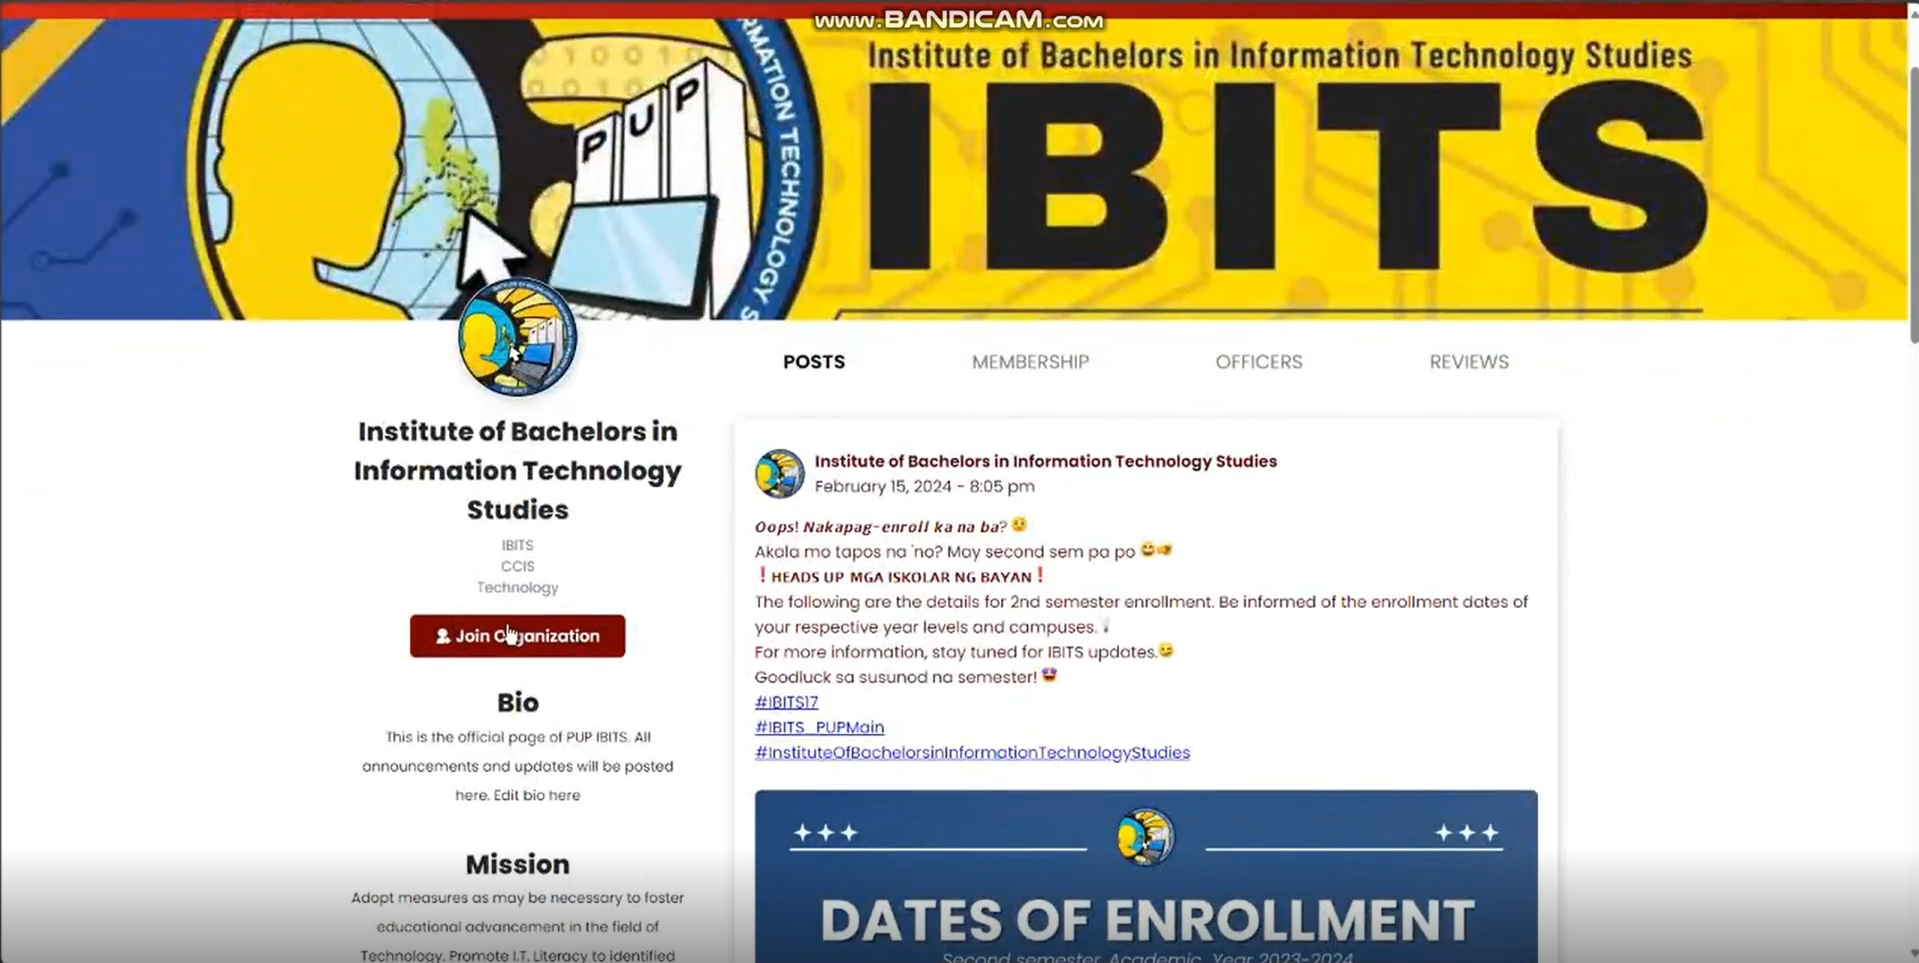 www.BANDICAM.com
Institute of Bachelors in Information Technology Studies
IBITS
PUP
RMATION TECHNOLOGY S
POSTS
MEMBERSHIP
OFFICERS
REVIEWS
Institute of Bachelors in
Information Technology
Studies
IBITS
CCIS
Technology
Join Organization
Bio
This is the official page of PUP IBITS. All
announcements and updates will be posted
here. Edit bio here
Mission
Adopt measures as may be necessary to foster
educational advancement in the field of
Technology. Promote I.T. Literacy to identified
Institute of Bachelors in Information Technology Studies
February 15, 2024 - 8:05 pm
Oops! Nakapag-enroll ka na ba? 😕
Akala mo tapos na 'no? May second sem pa po 😄🤜
❗HEADS UP MGA ISKOLAR NG BAYAN❗
The following are the details for 2nd semester enrollment. Be informed of the enrollment dates of
your respective year levels and campuses.
For more information, stay tuned for IBITS updates.😉
Goodluck sa susunod na semester! 🤩
#IBITS17
#IBITS_PUPMain
#InstituteOfBachelorsinInformationTechnologyStudies
DATES OF ENROLLMENT
Second semester, Academic Year 2023-2024